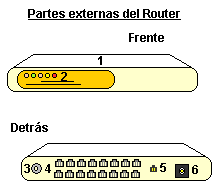 Partes externas del Router
Frente
1
2
Detrás
3 4 5 6